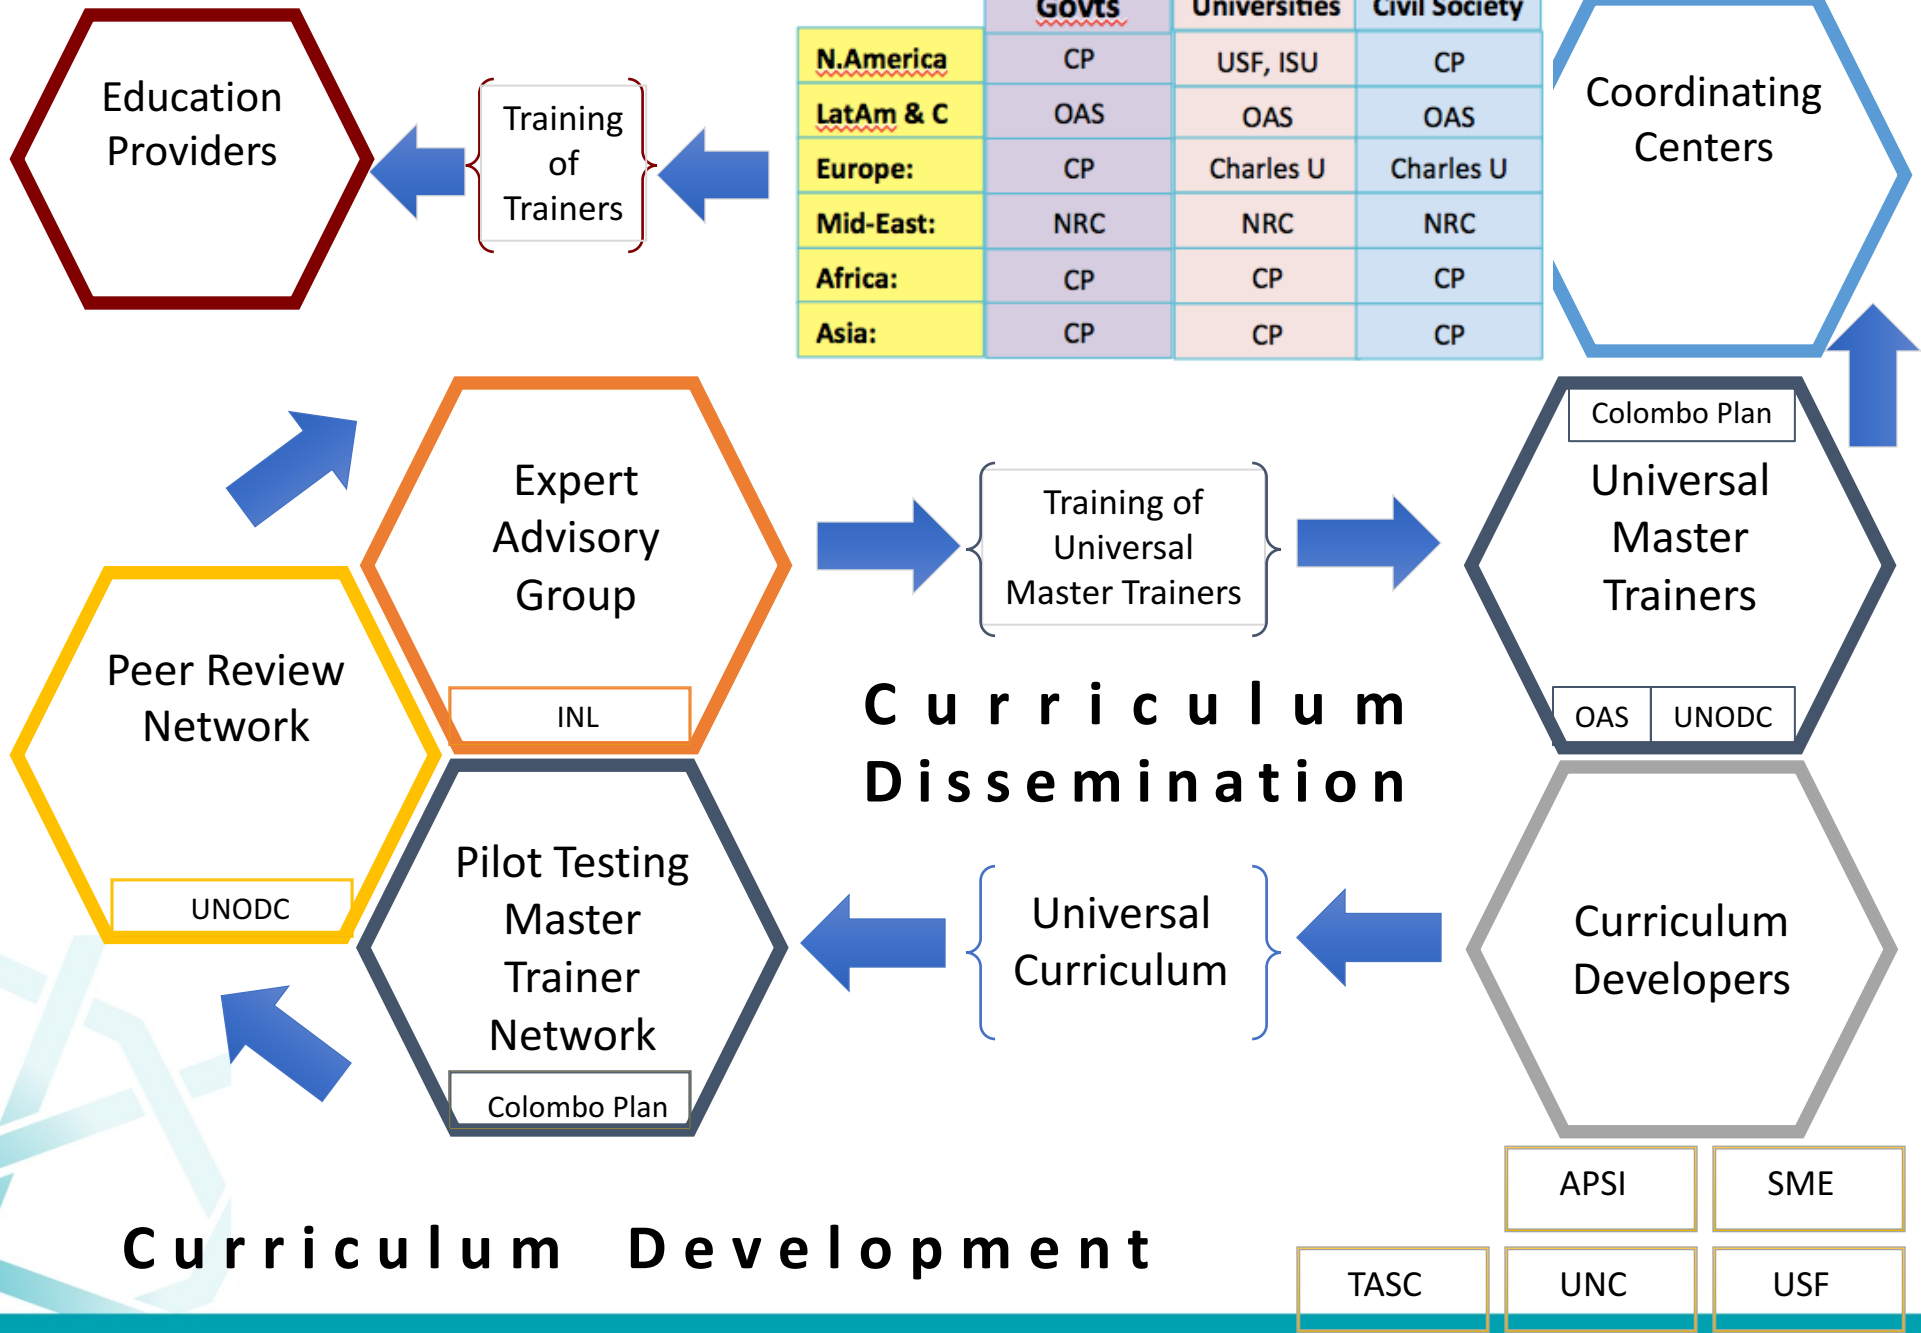 Education
Providers
Training
of
Trainers
Govts Universities Civil Society
N.America CP USF, ISU CP
LatAm & C OAS OAS OAS
Europe: CP Charles U Charles U
Mid-East: NRC NRC NRC
Africa: CP CP CP
Asia: CP CP CP
Coordinating
Centers
Expert
Advisory
Group
INL
Training of
Universal
Master Trainers
Colombo Plan
Universal
Master
Trainers
OAS UNODC
Peer Review
Network
UNODC
Curriculum
Dissemination
Pilot Testing
Master
Trainer
Network
Colombo Plan
Universal
Curriculum
Curriculum
Developers
APSI SME
TASC UNC USF
Curriculum Development